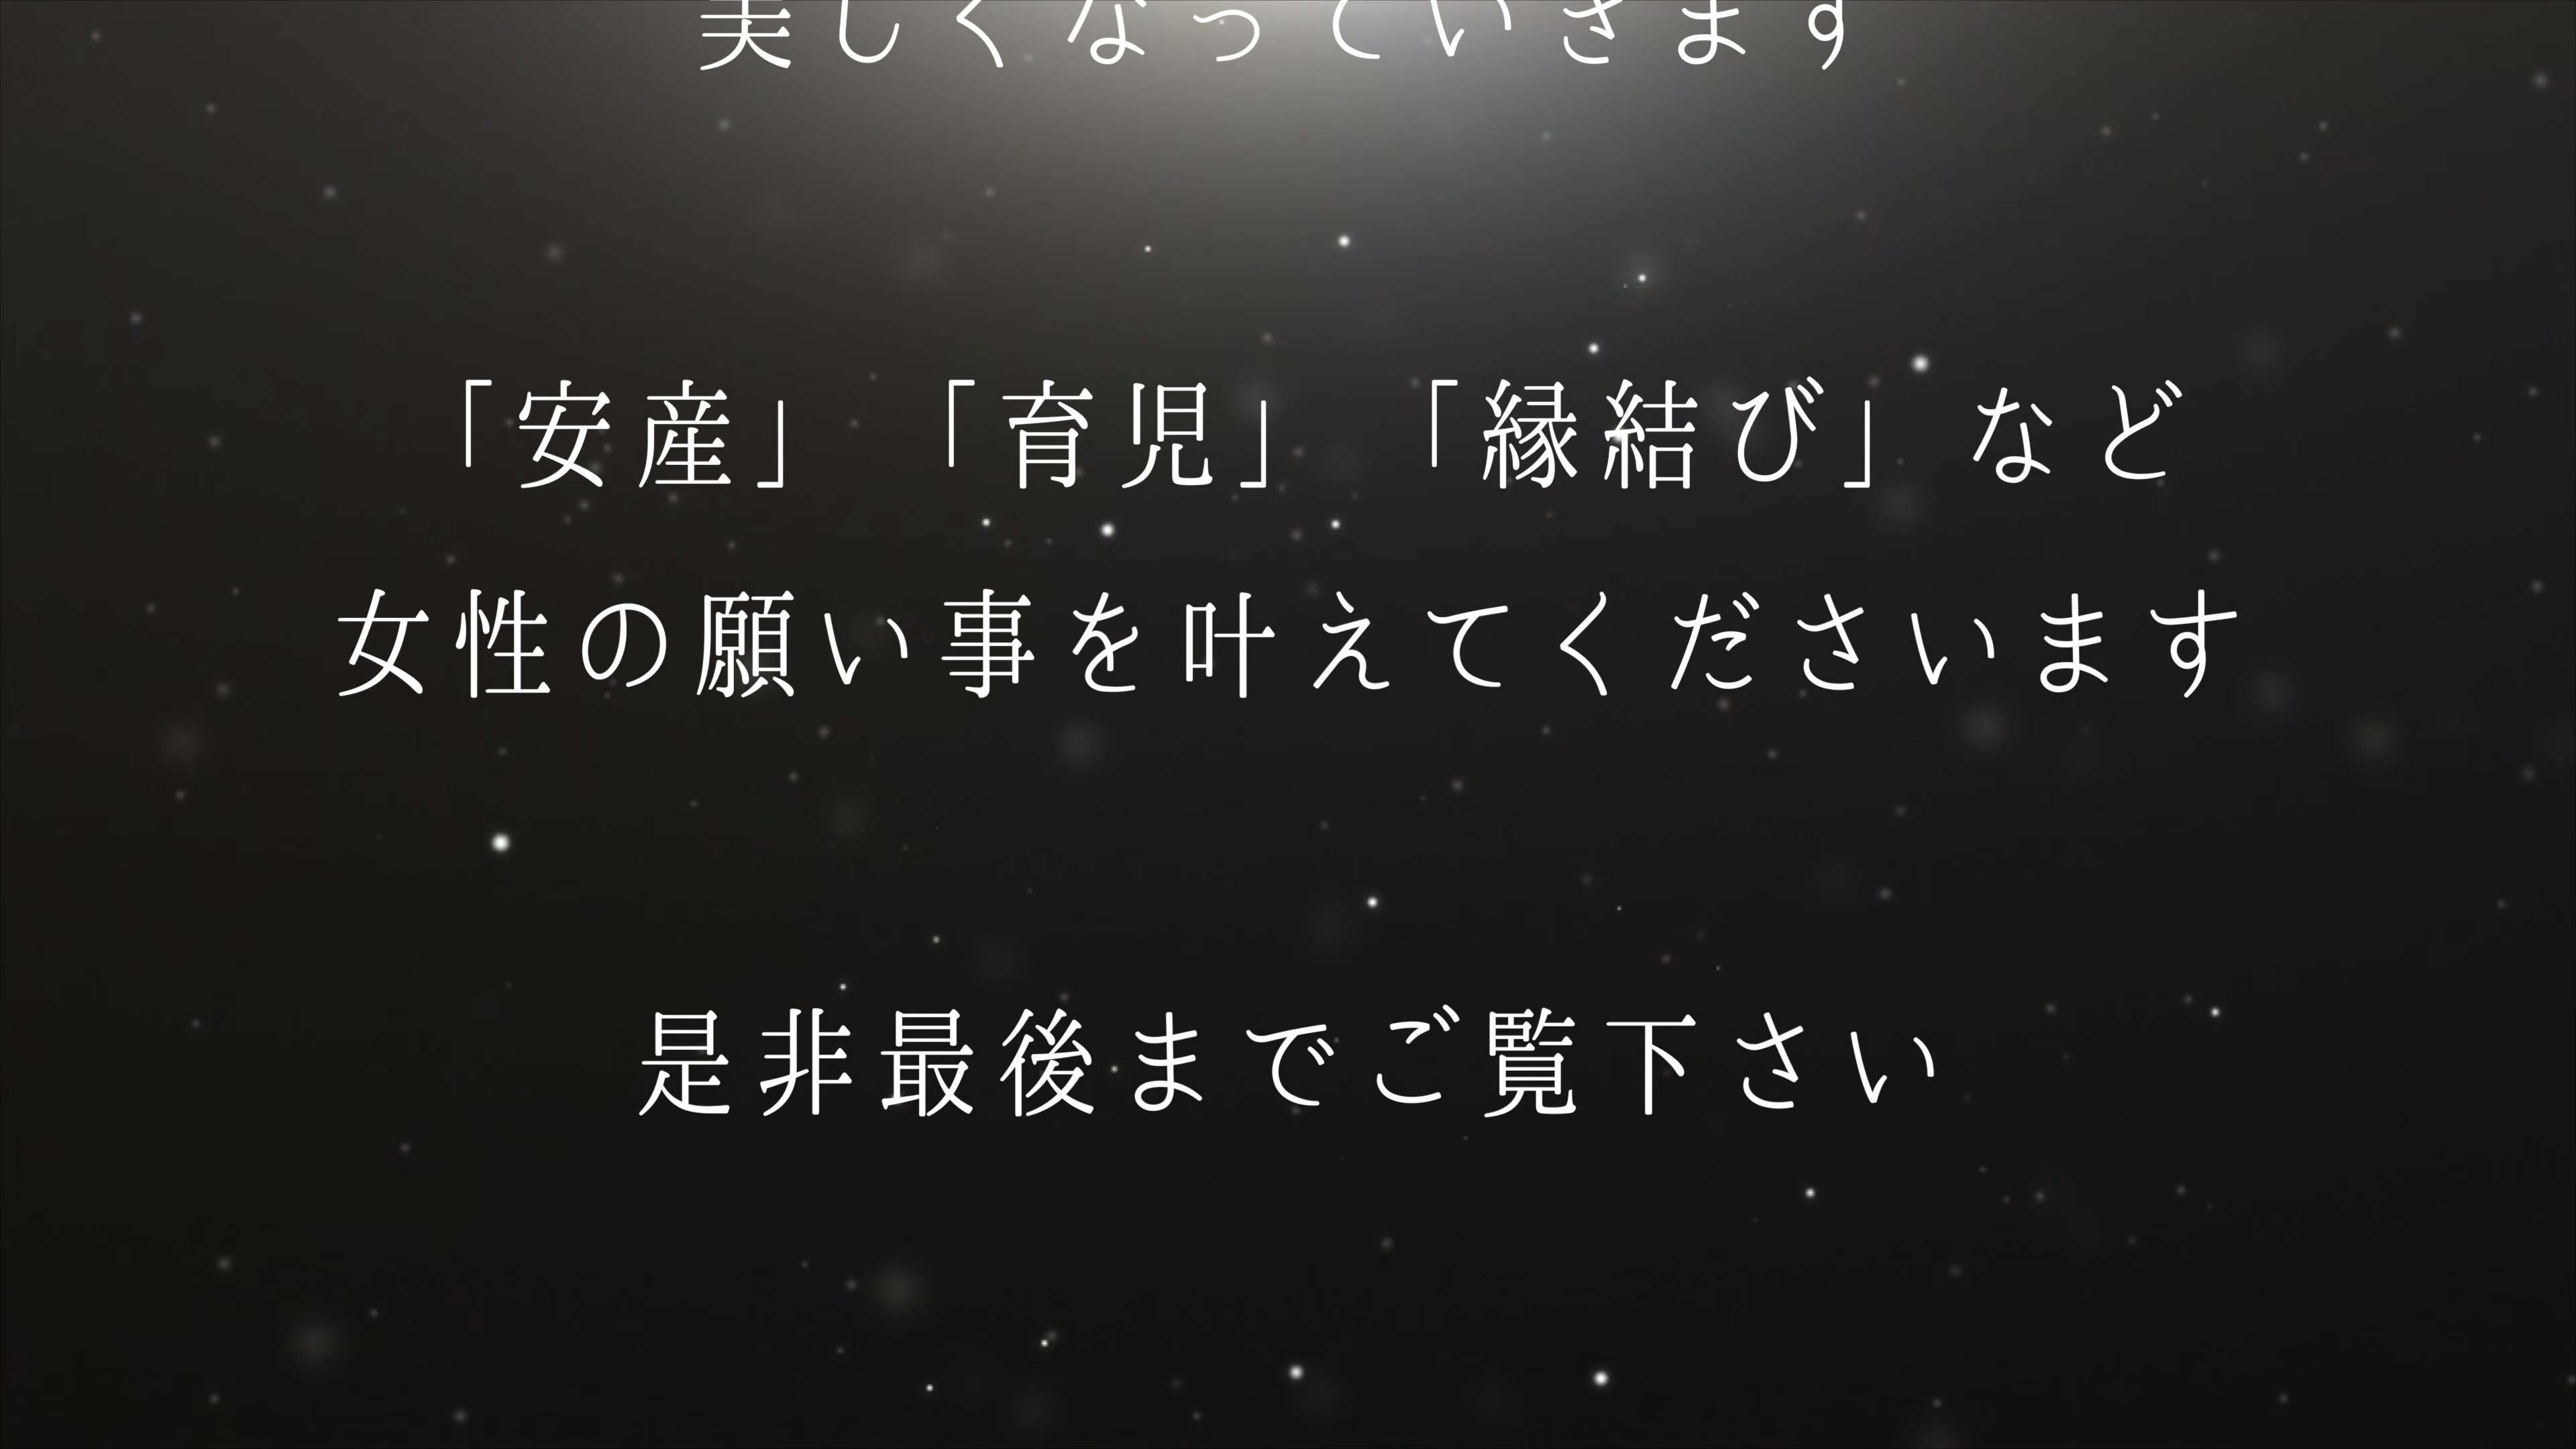 美しくなっていきます
「安産」「育児」「縁結び」など
女性の願い事を叶えてくださいます
是非最後までご覧下さい